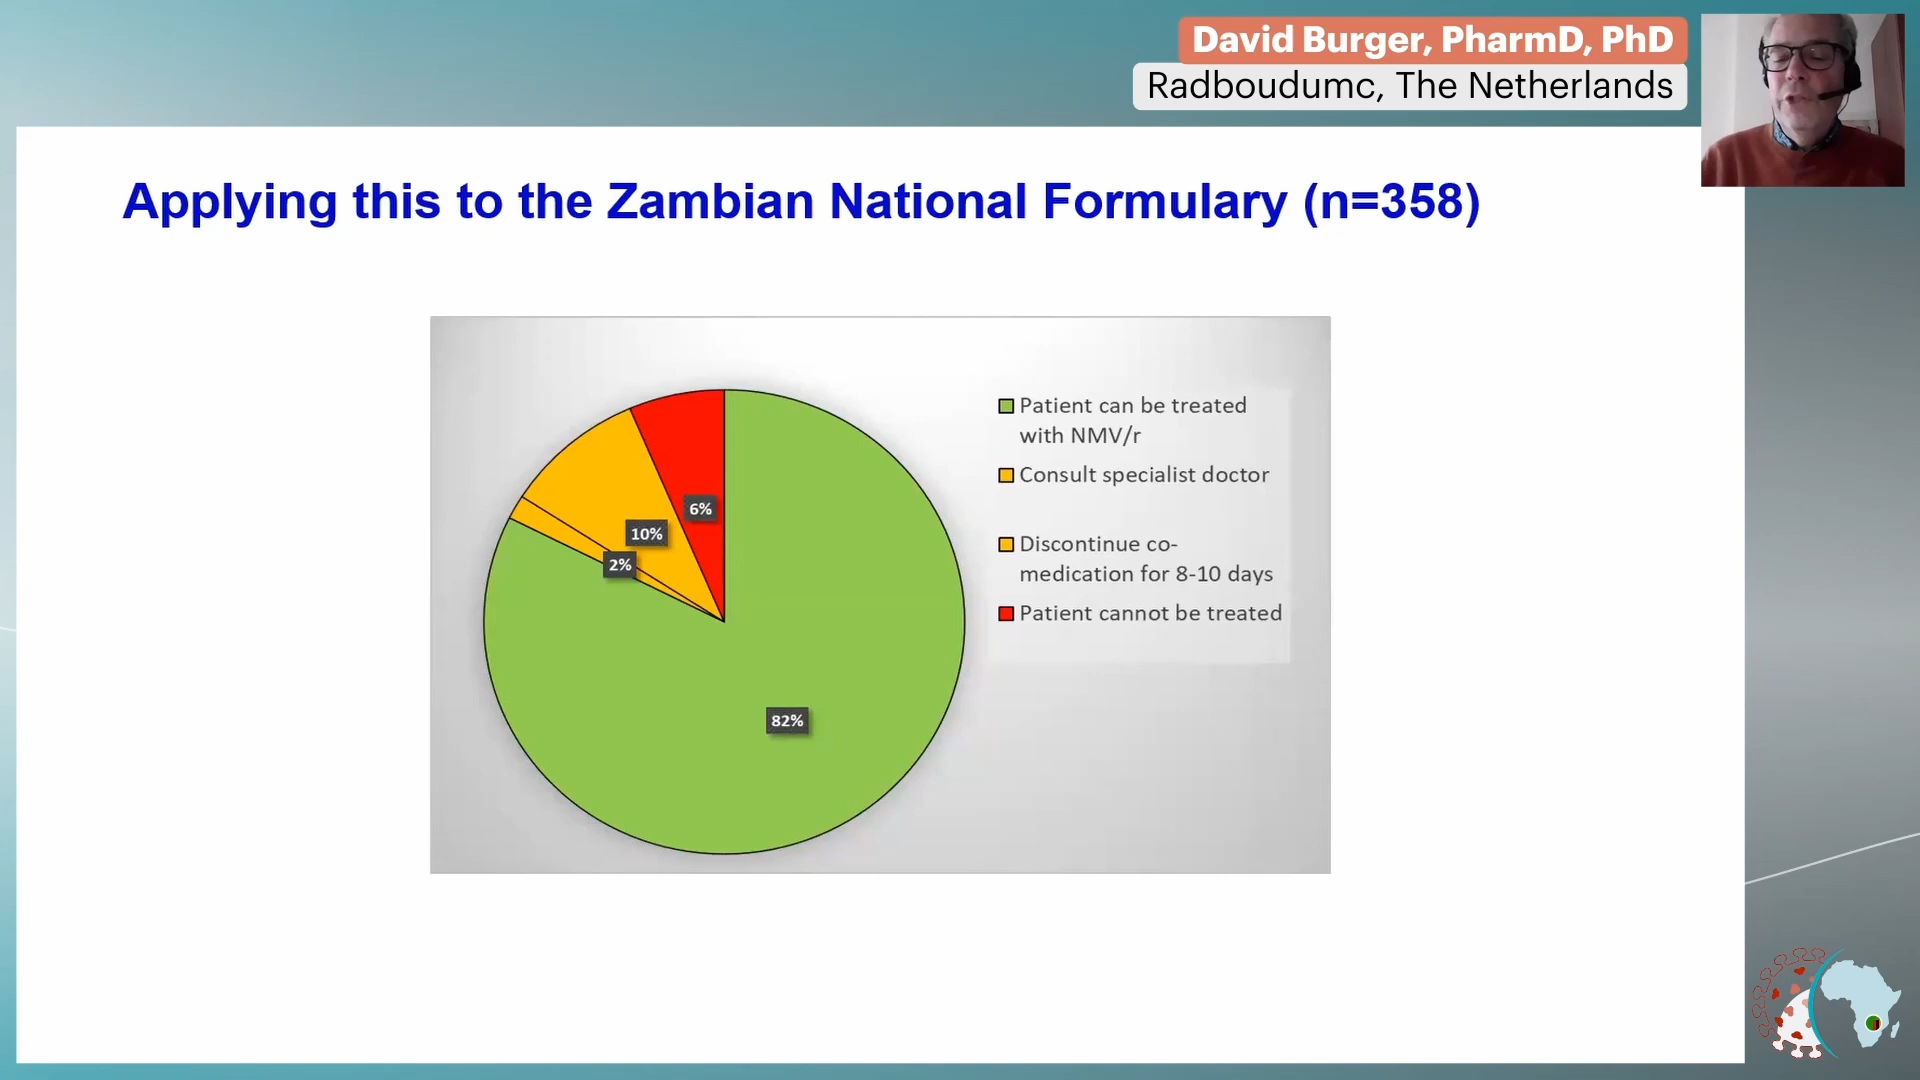 David Burger, PharmD, PhD
Radboudumc, The Netherlands
Applying this to the Zambian National Formulary (n=358)
Patient can be treated
with NMV/r
Consult specialist doctor
Discontinue co-
medication for 8-10 days
Patient cannot be treated
6%
10%
2%
82%